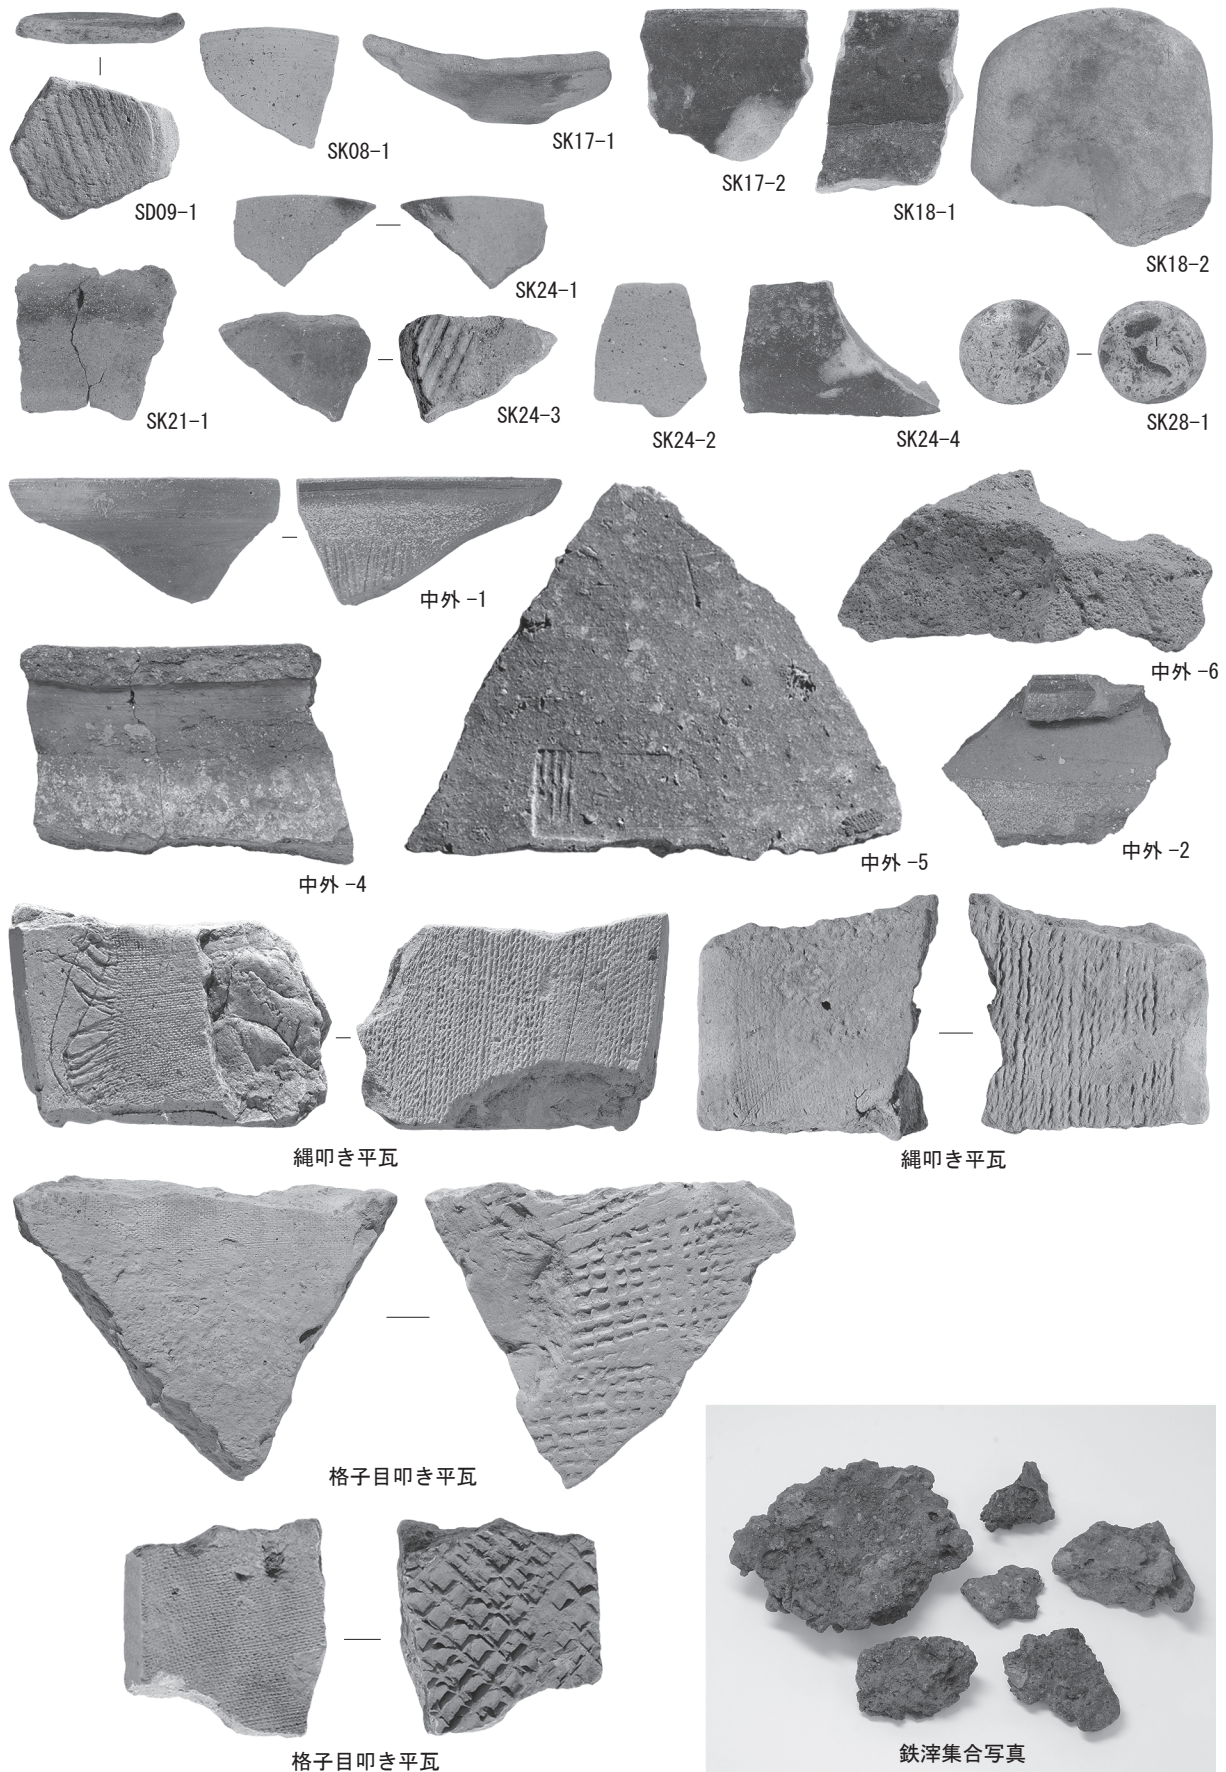 SD09-1
SK08-1
SK17-1
SK17-2
SK18-1
SK18-2
SK24-1
SK21-1
SK24-3
SK24-2
SK24-4
SK28-1
中外-1
中外-6
中外-4
中外-5
中外-2
縄叩き平瓦
縄叩き平瓦
格子目叩き平瓦
格子目叩き平瓦
鉄滓集合写真